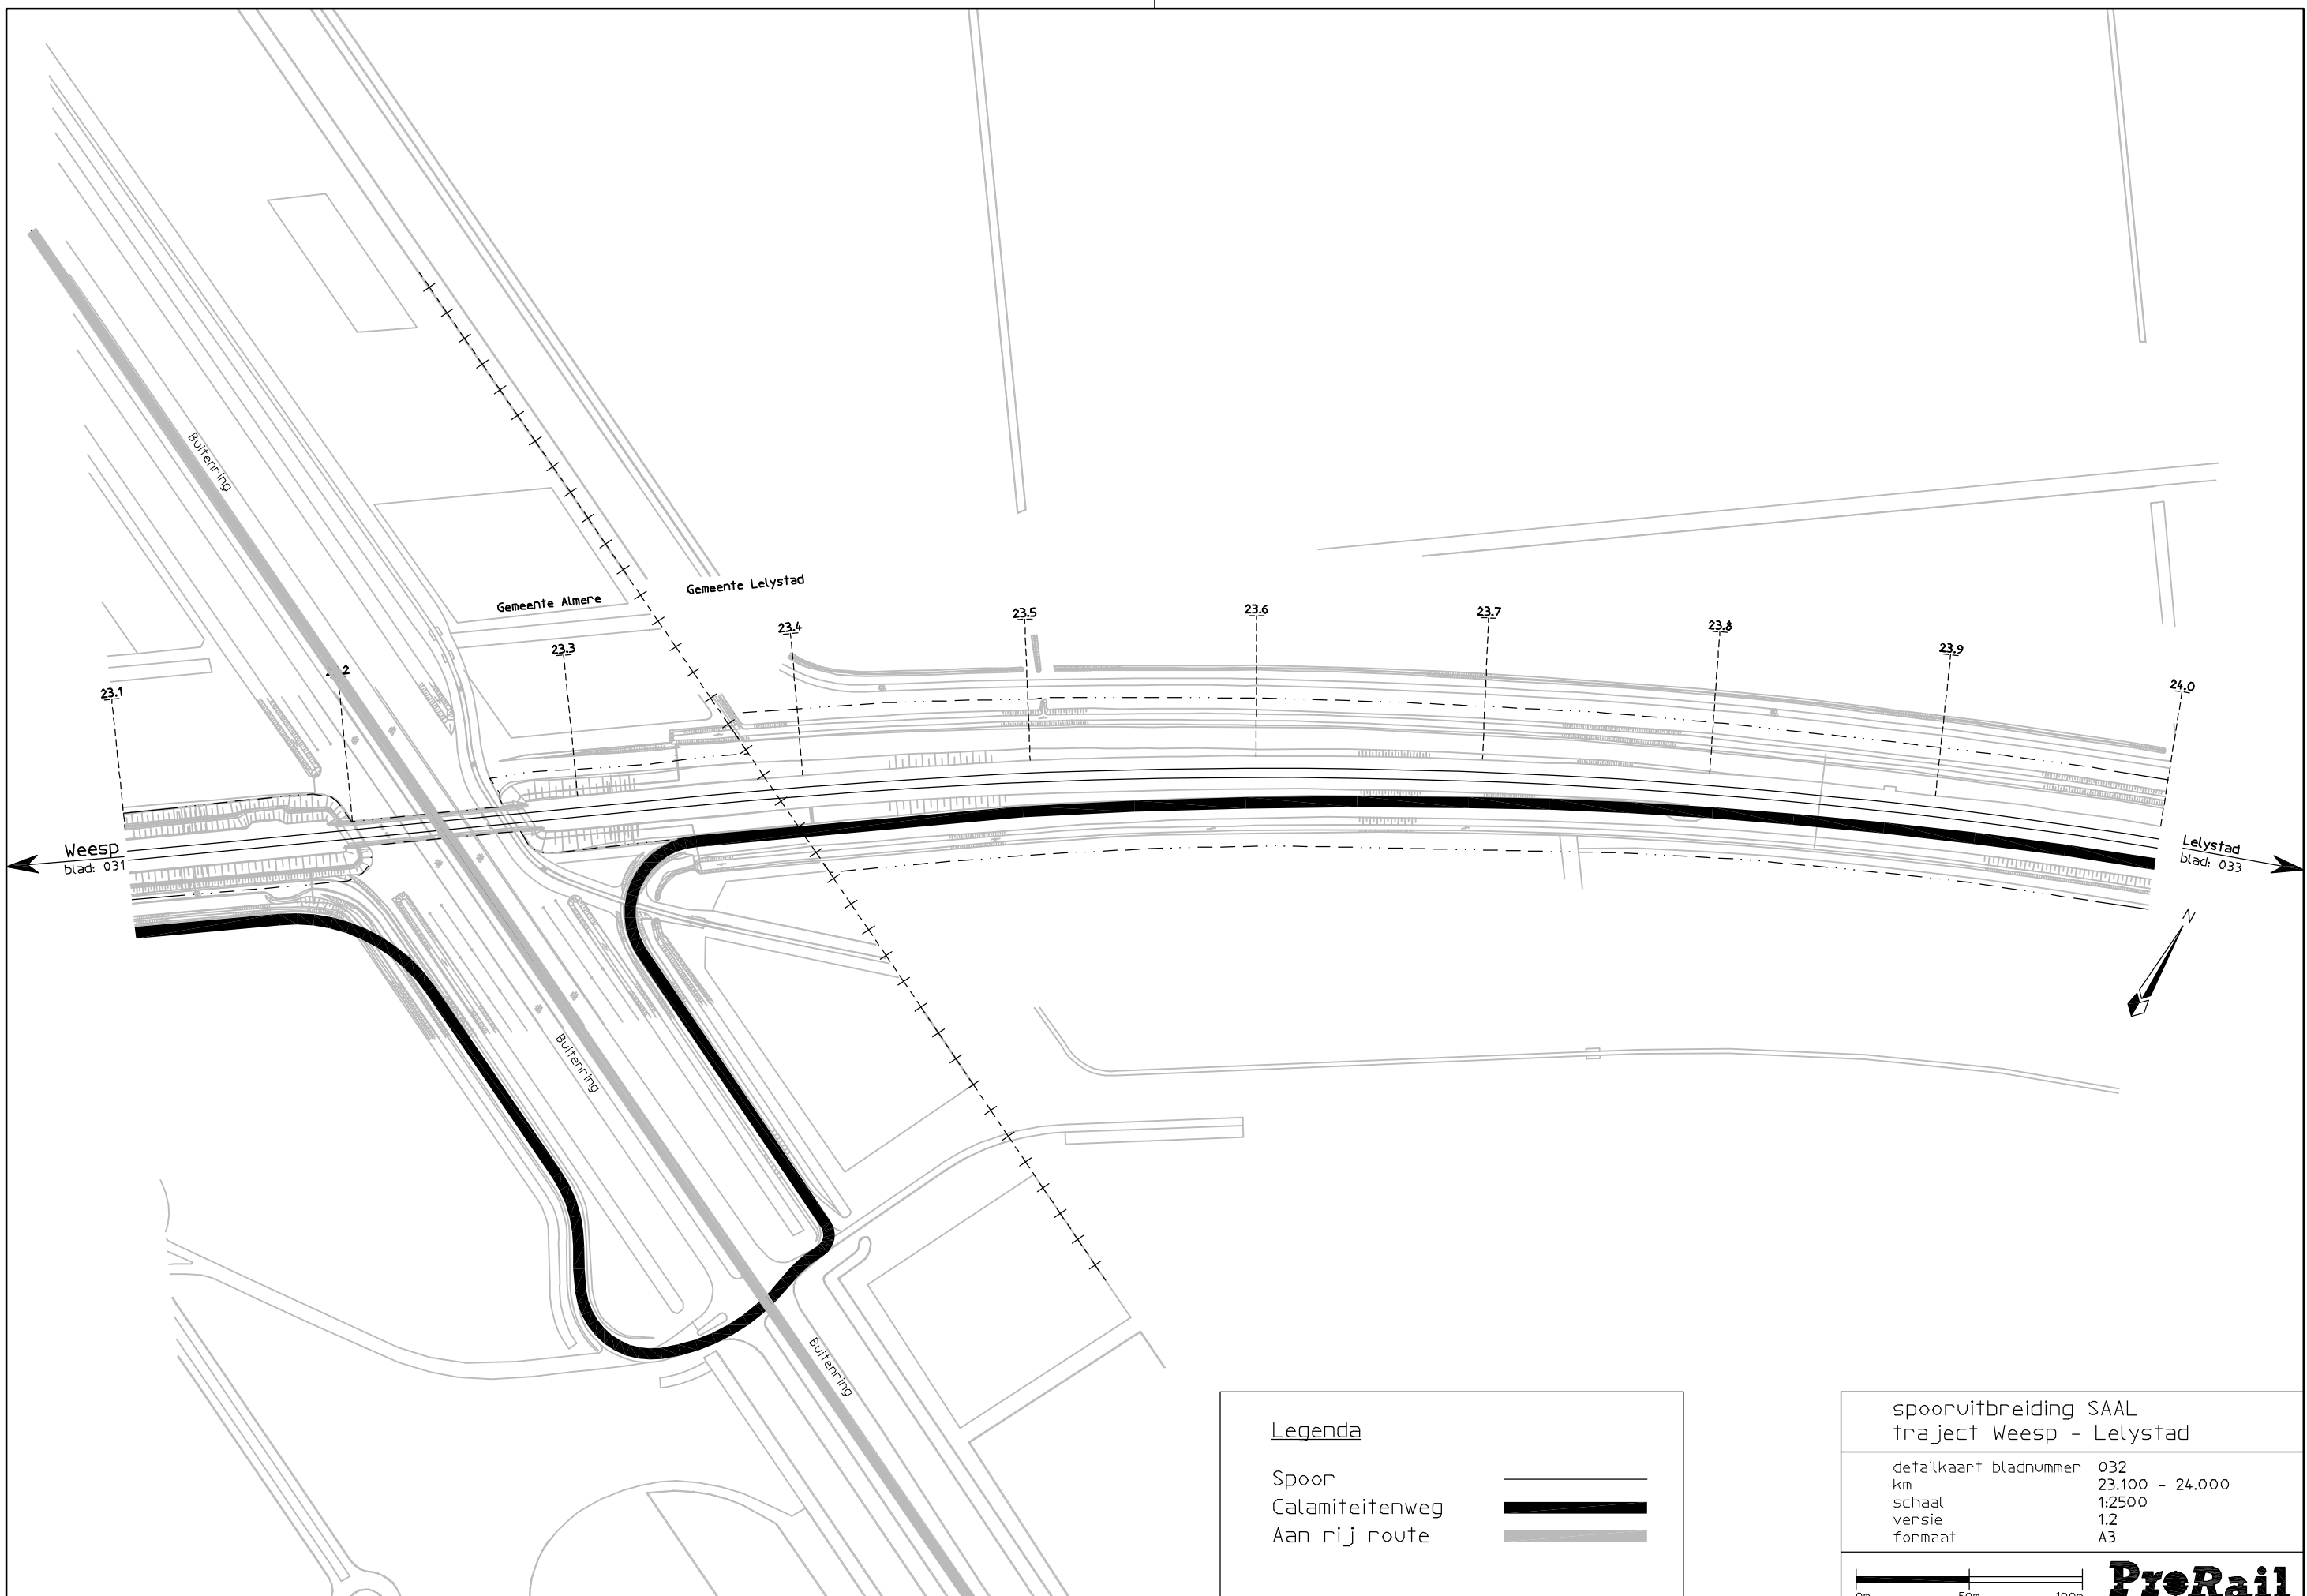 Buitenring
Gemeente Almere
Gemeente Lelystad
23.1
23.3
23.4
23.5
23.6
23.7
23.8
23.9
24.0
Weesp
blad: 031
Lelystad
blad: 033
N
Buitenring
Buitenring
Legenda
Spoor
Calamiteitenweg
Aan rij route
spooruitbreiding SAAL
traject Weesp - Lelystad
detailkaart bladnummer 032
km 23.100 - 24.000
schaal 1:2500
versie 1.2
formaat A3
0m 50m 100m
ProRail